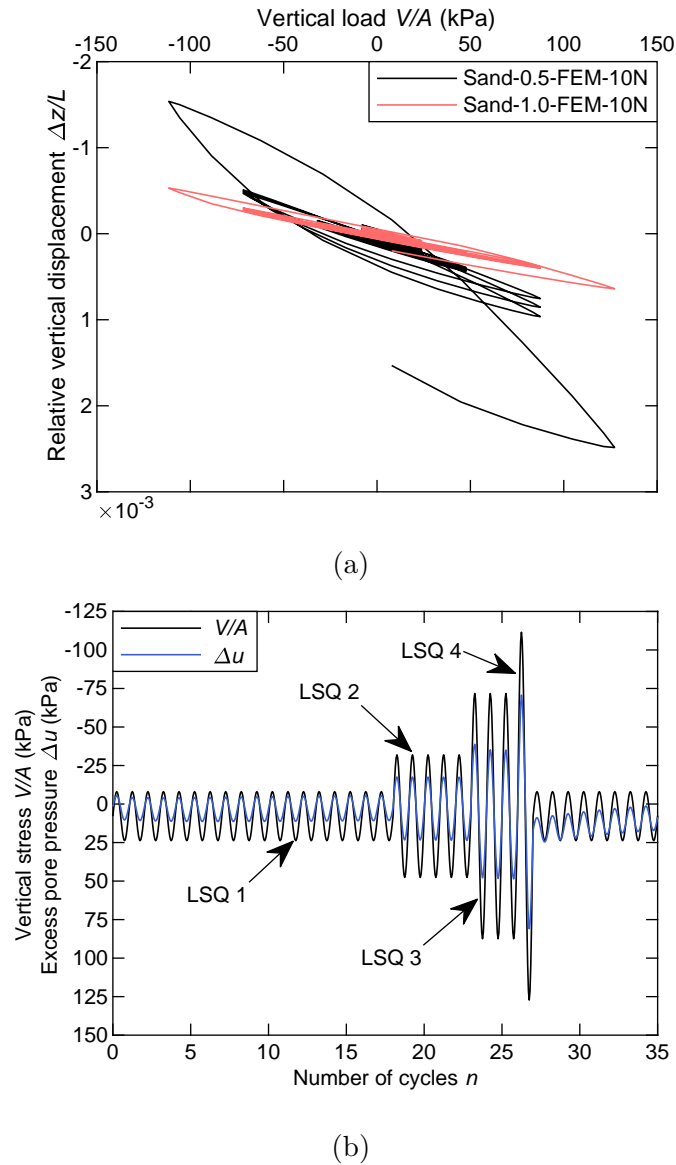 Vertical load V/A (kPa)
-150 -100 -50 0 50 100 150
-2
-1
0
1
2
3
Relative vertical displacement Δz/L
×10^-3
Sand-0.5-FEM-10N
Sand-1.0-FEM-10N
(a)
-125
-100
-75
-50
-25
0
25
50
75
100
125
150
Vertical stress V/A (kPa)
Excess pore pressure Δu (kPa)
V/A
Δu
LSQ 4
LSQ 2
LSQ 1
LSQ 3
0 5 10 15 20 25 30 35
Number of cycles n
(b)